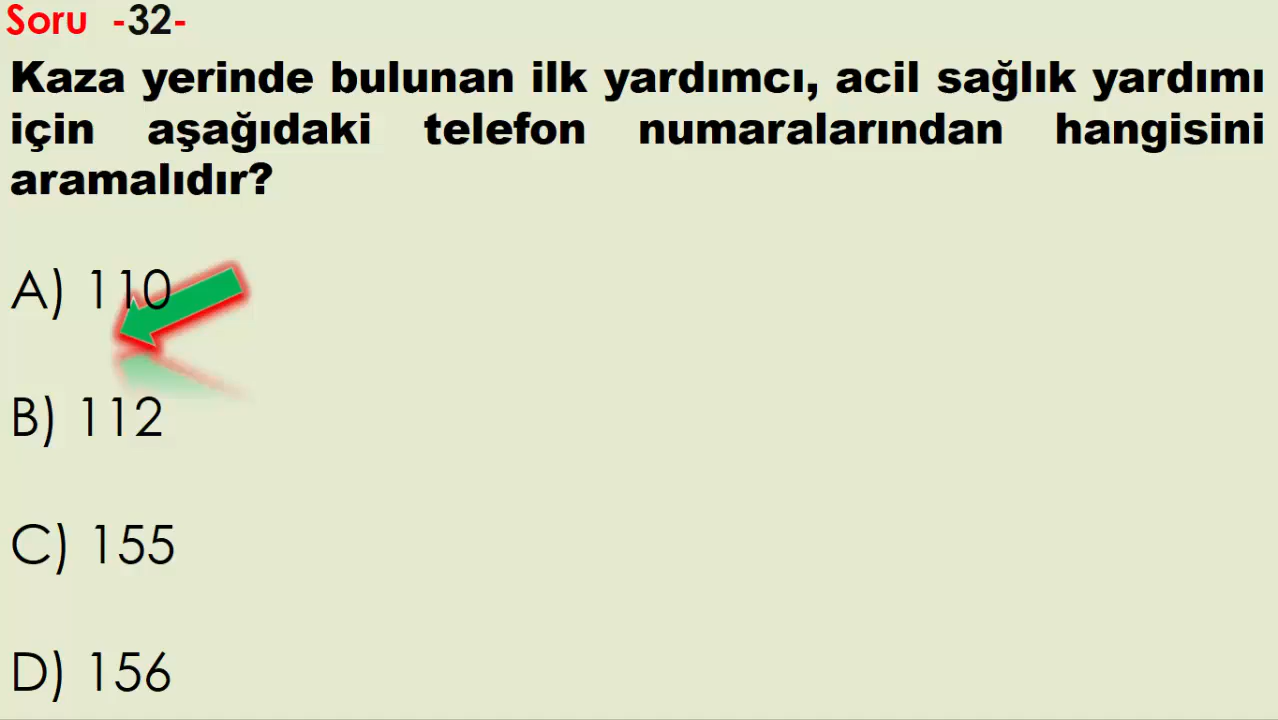 Soru -32-
Kaza yerinde bulunan ilk yardımcı, acil sağlık yardımı
için aşağıdaki telefon numaralarından hangisini
aramalıdır?
A) 110
B) 112
C) 155
D) 156